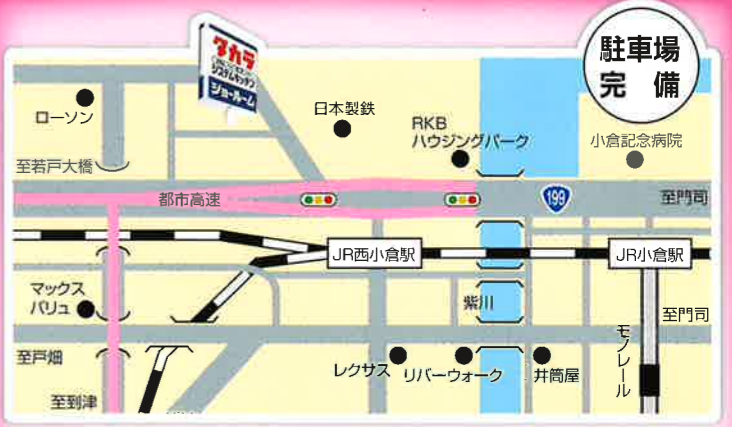 駐車場
完備
タカラ
システムキッチン
ショールーム
ローソン
日本製鉄
RKB
ハウジングパーク
小倉記念病院
至若戸大橋
都市高速
199
至門司
JR西小倉駅
JR小倉駅
マックス
バリュ
紫川
至門司
至戸畑
レクサス
リバーウォーク
井筒屋
モノレール
至到津